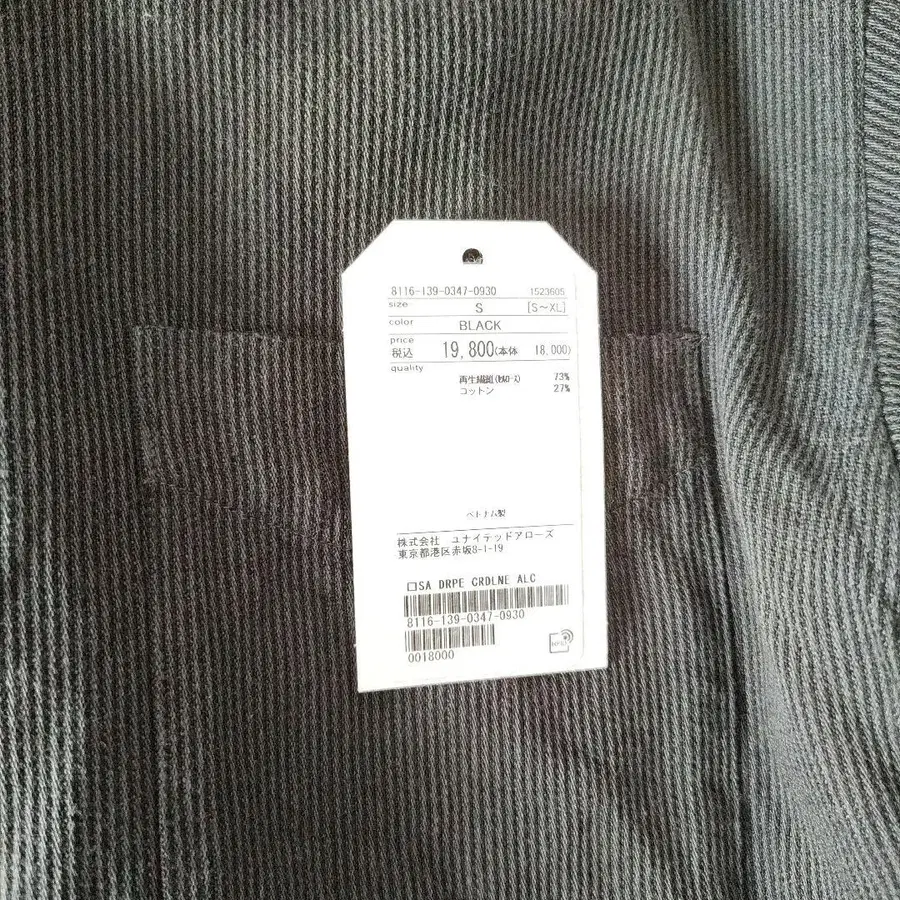 8116-139-0347-0930 1523605
size S [S～XL]
color BLACK
price
税込 19,800(本体 18,000)
quality
再生繊維(セルロース) 73%
コットン 27%
ベトナム製
株式会社 ユナイテッドアローズ
東京都港区赤坂8-1-19
□SA DRPE CRDLNE ALC
8116-139-0347-0930
0018000